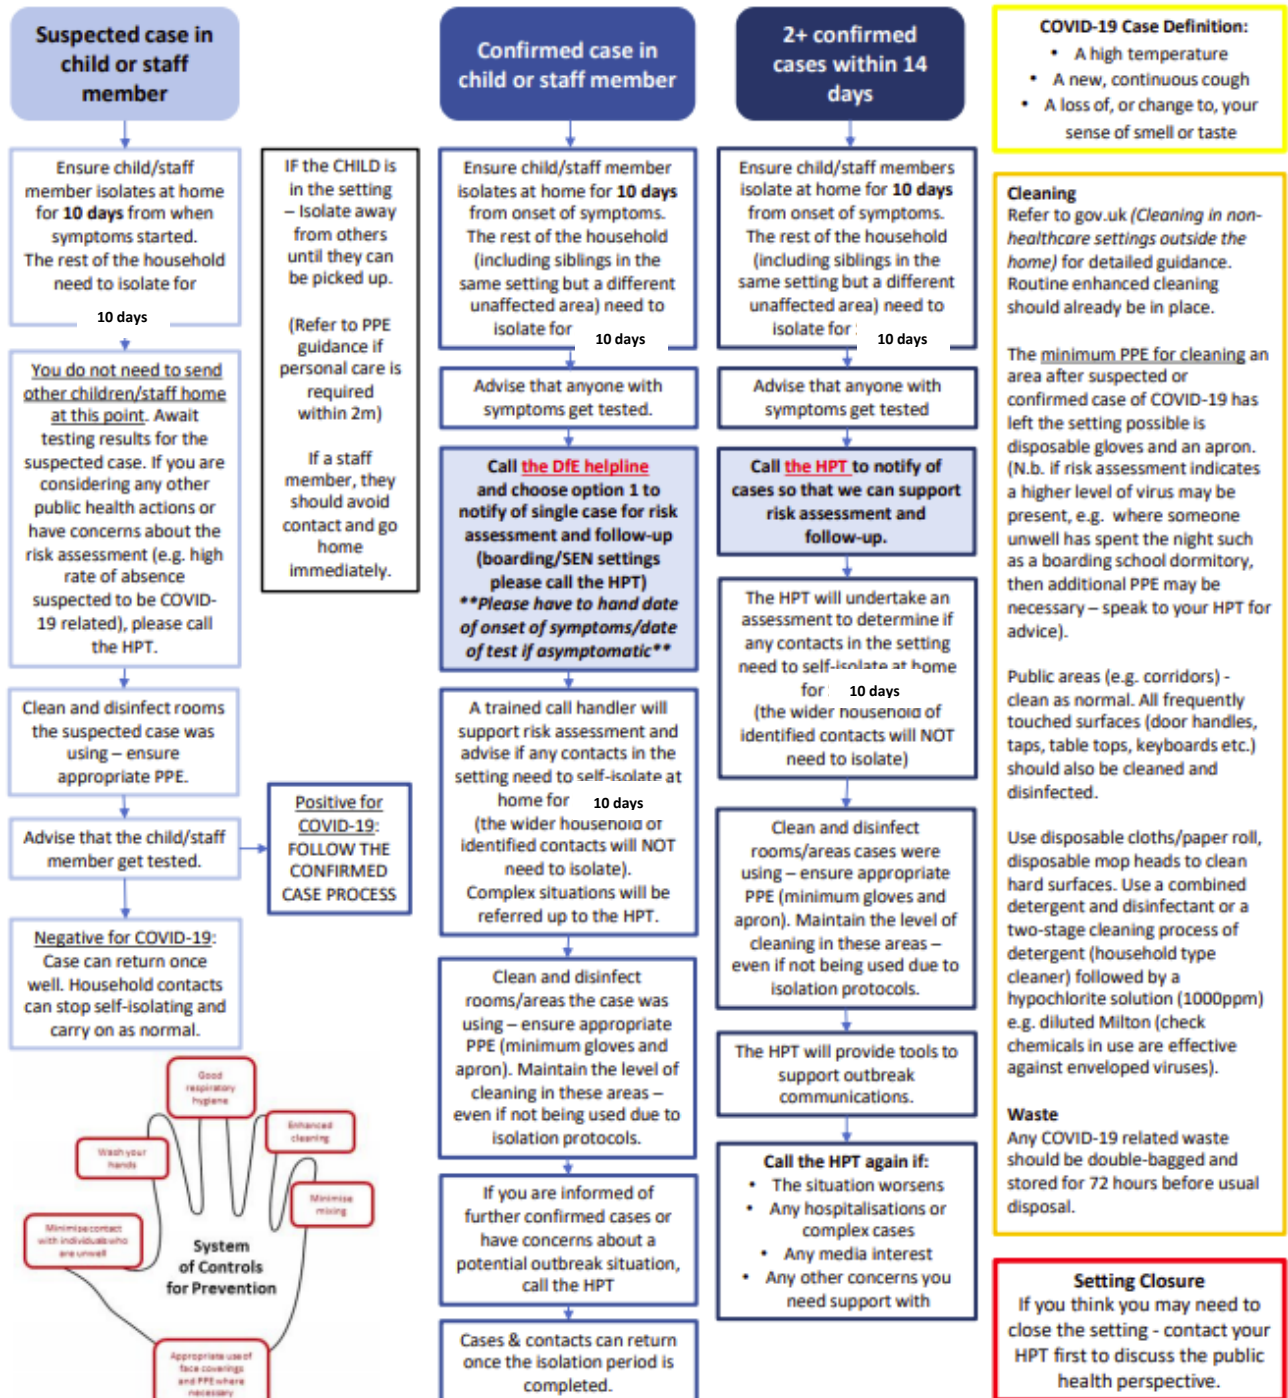 Suspected case in
child or staff
member
Ensure child/staff
member isolates at home
for 10 days from when
symptoms started.
The rest of the household
need to isolate for
10 days
You do not need to send
other children/staff home
at this point. Await
testing results for the
suspected case. If you are
considering any other
public health actions or
have concerns about the
risk assessment (e.g. high
rate of absence
suspected to be COVID-
19 related), please call
the HPT.
Clean and disinfect rooms
the suspected case was
using – ensure
appropriate PPE.
Advise that the child/staff
member get tested.
Negative for COVID-19:
Case can return once
well. Household contacts
can stop self-isolating and
carry on as normal.
IF the CHILD is
in the setting
– Isolate away
from others
until they can
be picked up.
(Refer to PPE
guidance if
personal care is
required
within 2m)
If a staff
member, they
should avoid
contact and go
home
immediately.
Positive for
COVID-19:
FOLLOW THE
CONFIRMED
CASE PROCESS
Good
respiratory
hygiene
Enhanced
cleaning
Wash your
hands
Minimise
mixing
Minimise contact
with individuals who
are unwell
System
of Controls
for Prevention
Appropriate use of
face coverings
and PPE where
necessary
Confirmed case in
child or staff member
Ensure child/staff member
isolates at home for 10 days
from onset of symptoms.
The rest of the household
(including siblings in the
same setting but a different
unaffected area) need to
isolate for
10 days
Advise that anyone with
symptoms get tested.
Call the DfE helpline
and choose option 1 to
notify of single case for risk
assessment and follow-up
(boarding/SEN settings
please call the HPT)
**Please have to hand date
of onset of symptoms/date
of test if asymptomatic**
A trained call handler will
support risk assessment and
advise if any contacts in the
setting need to self-isolate at
home for 10 days
(the wider household of
identified contacts will NOT
need to isolate).
Complex situations will be
referred up to the HPT.
Clean and disinfect
rooms/areas the case was
using – ensure appropriate
PPE (minimum gloves and
apron). Maintain the level of
cleaning in these areas –
even if not being used due to
isolation protocols.
If you are informed of
further confirmed cases or
have concerns about a
potential outbreak situation,
call the HPT
Cases & contacts can return
once the isolation period is
completed.
2+ confirmed
cases within 14
days
Ensure child/staff members
isolate at home for 10 days
from onset of symptoms.
The rest of the household
(including siblings in the
same setting but a different
unaffected area) need to
isolate for
10 days
Advise that anyone with
symptoms get tested
Call the HPT to notify of
cases so that we can support
risk assessment and
follow-up.
The HPT will undertake an
assessment to determine if
any contacts in the setting
need to self-isolate at home
for 10 days
(the wider household of
identified contacts will NOT
need to isolate)
Clean and disinfect
rooms/areas cases were
using – ensure appropriate
PPE (minimum gloves and
apron). Maintain the level of
cleaning in these areas –
even if not being used due to
isolation protocols.
The HPT will provide tools to
support outbreak
communications.
Call the HPT again if:
• The situation worsens
• Any hospitalisations or
complex cases
• Any media interest
• Any other concerns you
need support with
COVID-19 Case Definition:
• A high temperature
• A new, continuous cough
• A loss of, or change to, your
sense of smell or taste
Cleaning
Refer to gov.uk (Cleaning in non-
healthcare settings outside the
home) for detailed guidance.
Routine enhanced cleaning
should already be in place.
The minimum PPE for cleaning an
area after suspected or
confirmed case of COVID-19 has
left the setting possible is
disposable gloves and an apron.
(N.b. if risk assessment indicates
a higher level of virus may be
present, e.g. where someone
unwell has spent the night such
as a boarding school dormitory,
then additional PPE may be
necessary – speak to your HPT for
advice).
Public areas (e.g. corridors) -
clean as normal. All frequently
touched surfaces (door handles,
taps, table tops, keyboards etc.)
should also be cleaned and
disinfected.
Use disposable cloths/paper roll,
disposable mop heads to clean
hard surfaces. Use a combined
detergent and disinfectant or a
two-stage cleaning process of
detergent (household type
cleaner) followed by a
hypochlorite solution (1000ppm)
e.g. diluted Milton (check
chemicals in use are effective
against enveloped viruses).
Waste
Any COVID-19 related waste
should be double-bagged and
stored for 72 hours before usual
disposal.
Setting Closure
If you think you may need to
close the setting - contact your
HPT first to discuss the public
health perspective.